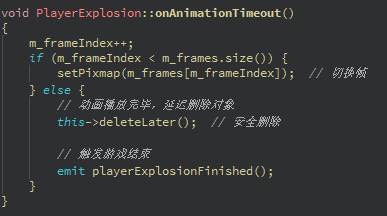 void PlayerExplosion::onAnimationTimeout()
{
    m_frameIndex++;
    if (m_frameIndex < m_frames.size()) {
        setPixmap(m_frames[m_frameIndex]);  // 切换帧
    } else {
        // 动画播放完毕，延迟删除对象
        this->deleteLater();  // 安全删除

        // 触发游戏结束
        emit playerExplosionFinished();
    }
}